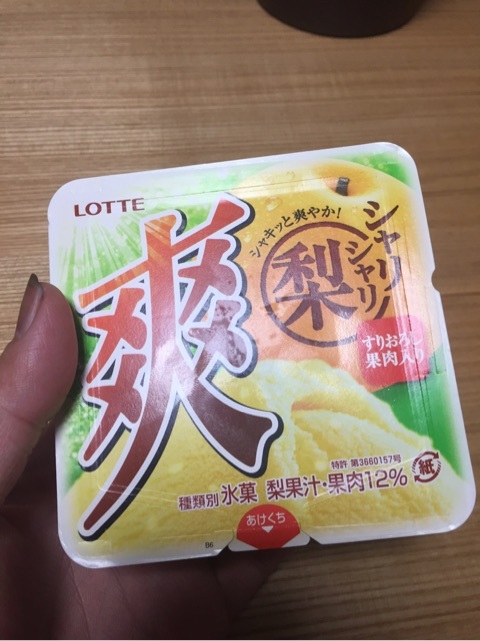 LOTTE
爽
シャキッと爽やか!
梨
シャリ
シャリ!
すりおろし
果肉入り
特許 第3660157号
種類別 氷菓 梨果汁・果肉12%
紙
あけくち
B6